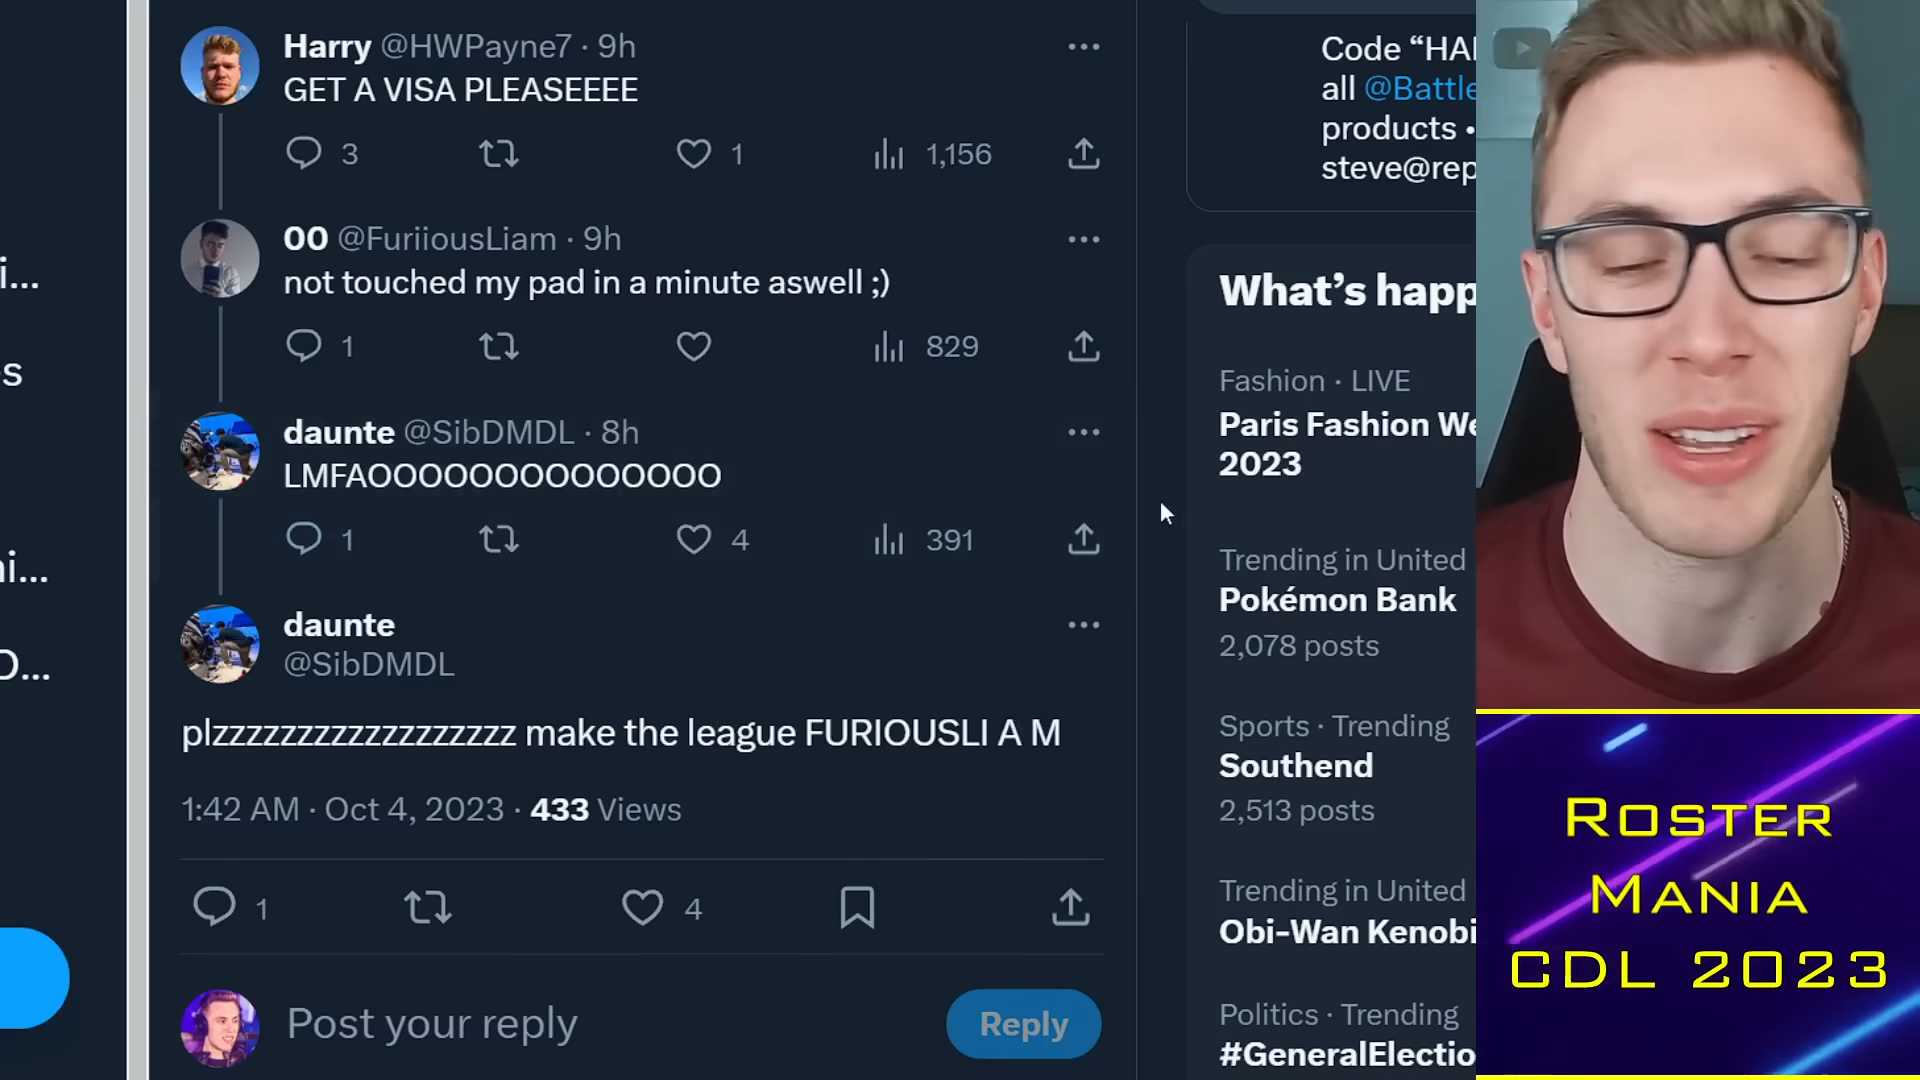 Harry @HWPayne7 · 9h
GET A VISA PLEASEEEE
3
1
1,156
00 @FuriiousLiam · 9h
not touched my pad in a minute aswell ;)
1
829
daunte @SibDMDL · 8h
LMFAOOOOOOOOOOOOOO
1
4
391
daunte
@SibDMDL
plzzzzzzzzzzzzzzzzzz make the league FURIOUSLI A M
1:42 AM · Oct 4, 2023 · 433 Views
1
4
Post your reply
Reply
i...
s
ni...
D...
Code “HA
all @Battle
products •
steve@rep
What’s happ
Fashion · LIVE
Paris Fashion We
2023
Trending in United
Pokémon Bank
2,078 posts
Sports · Trending
Southend
2,513 posts
Trending in United
Obi-Wan Kenobi
Politics · Trending
#GeneralElectio
ROSTER
MANIA
CDL 2023